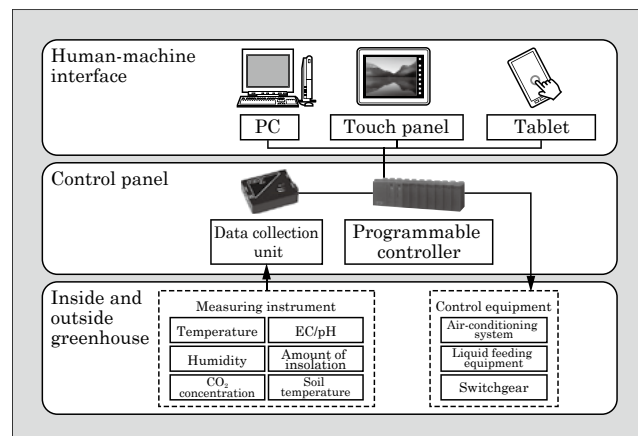 Human-machine
interface
PC
Touch panel
Tablet
Control panel
Data collection
unit
Programmable
controller
Inside and
outside
greenhouse
Measuring instrument
Temperature
EC/pH
Humidity
Amount of
insolation
CO₂
concentration
Soil
temperature
Control equipment
Air-conditioning
system
Liquid feeding
equipment
Switchgear